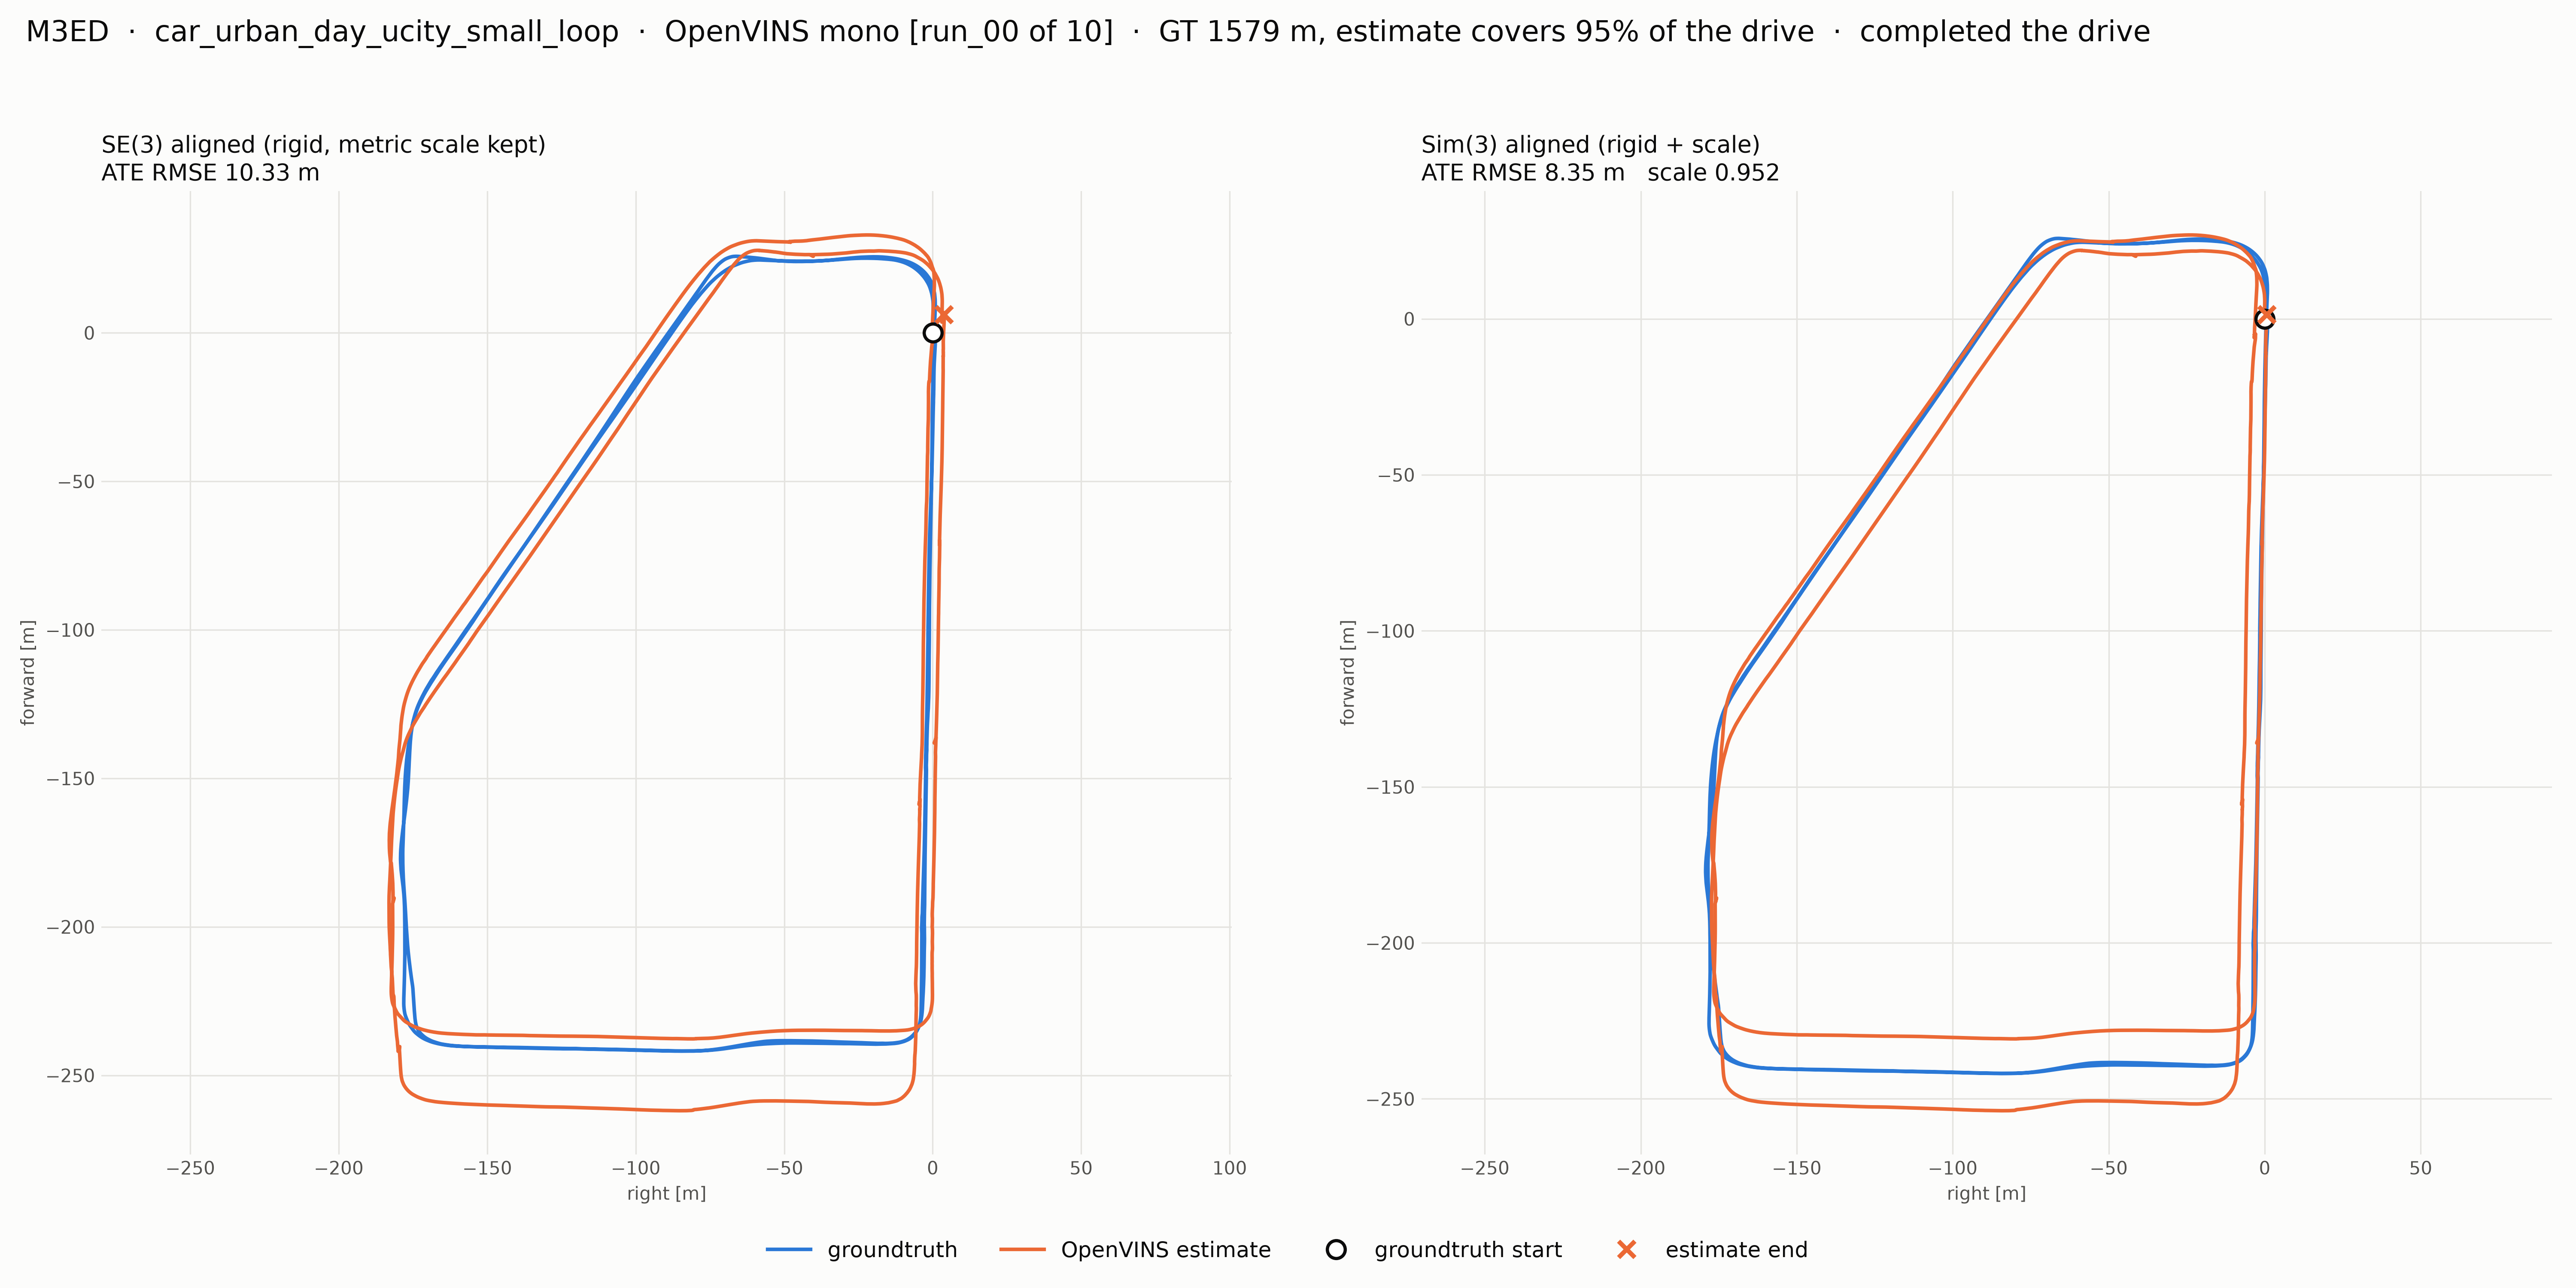 M3ED · car_urban_day_ucity_small_loop · OpenVINS mono [run_00 of 10] · GT 1579 m, estimate covers 95% of the drive · completed the drive
SE(3) aligned (rigid, metric scale kept)
ATE RMSE 10.33 m
0
−50
−100
−150
−200
−250
forward [m]
−250 −200 −150 −100 −50 0 50 100
right [m]
Sim(3) aligned (rigid + scale)
ATE RMSE 8.35 m scale 0.952
0
−50
−100
−150
−200
−250
forward [m]
−250 −200 −150 −100 −50 0 50
right [m]
groundtruth OpenVINS estimate groundtruth start estimate end